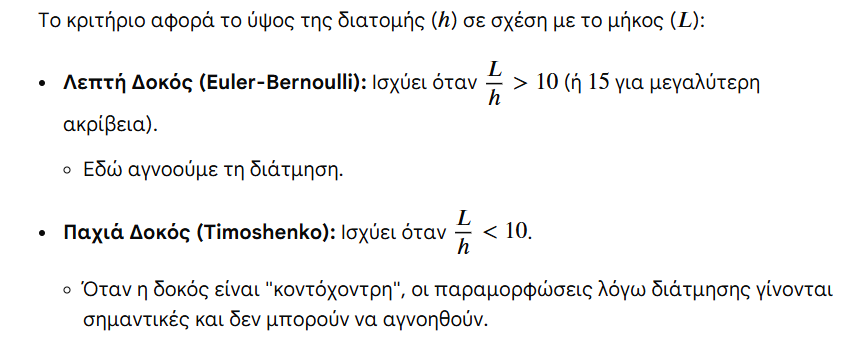 Το κριτήριο αφορά το ύψος της διατομής (h) σε σχέση με το μήκος (L):
• Λεπτή Δοκός (Euler-Bernoulli): Ισχύει όταν L/h > 10 (ή 15 για μεγαλύτερη
ακρίβεια).
◦ Εδώ αγνοούμε τη διάτμηση.
• Παχιά Δοκός (Timoshenko): Ισχύει όταν L/h < 10.
◦ Όταν η δοκός είναι "κοντόχοντρη", οι παραμορφώσεις λόγω διάτμησης γίνονται
σημαντικές και δεν μπορούν να αγνοηθούν.